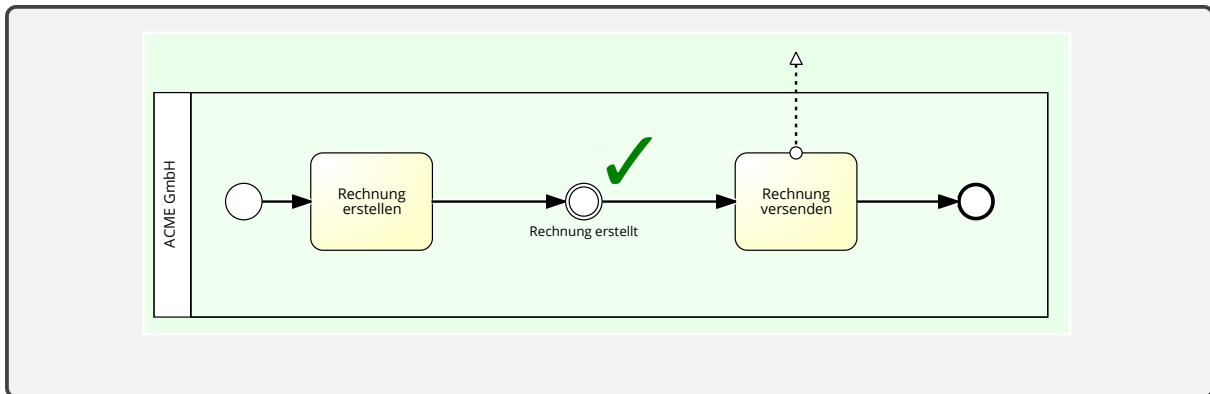 ACME GmbH
Rechnung
erstellen
Rechnung erstellt
Rechnung
versenden